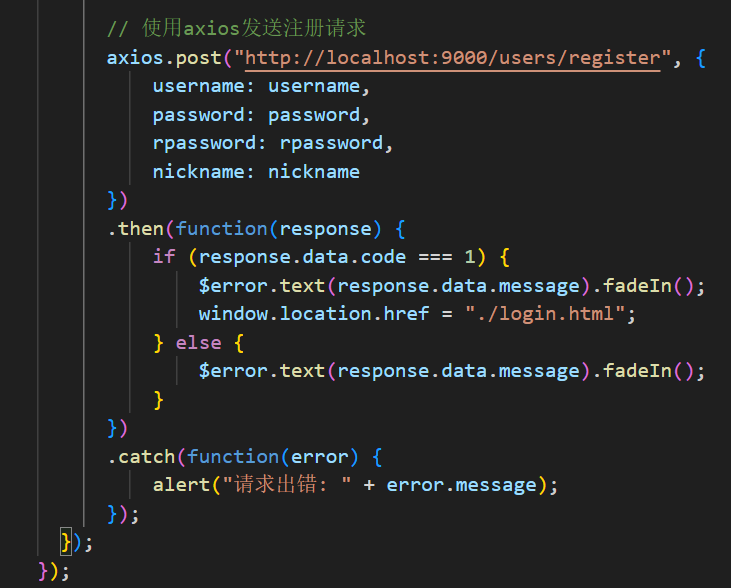 // 使用axios发送注册请求
axios.post("http://localhost:9000/users/register", {
username: username,
password: password,
rpassword: rpassword,
nickname: nickname
})
.then(function(response) {
if (response.data.code === 1) {
$error.text(response.data.message).fadeIn();
window.location.href = "./login.html";
} else {
$error.text(response.data.message).fadeIn();
}
})
.catch(function(error) {
alert("请求出错: " + error.message);
});
});
});